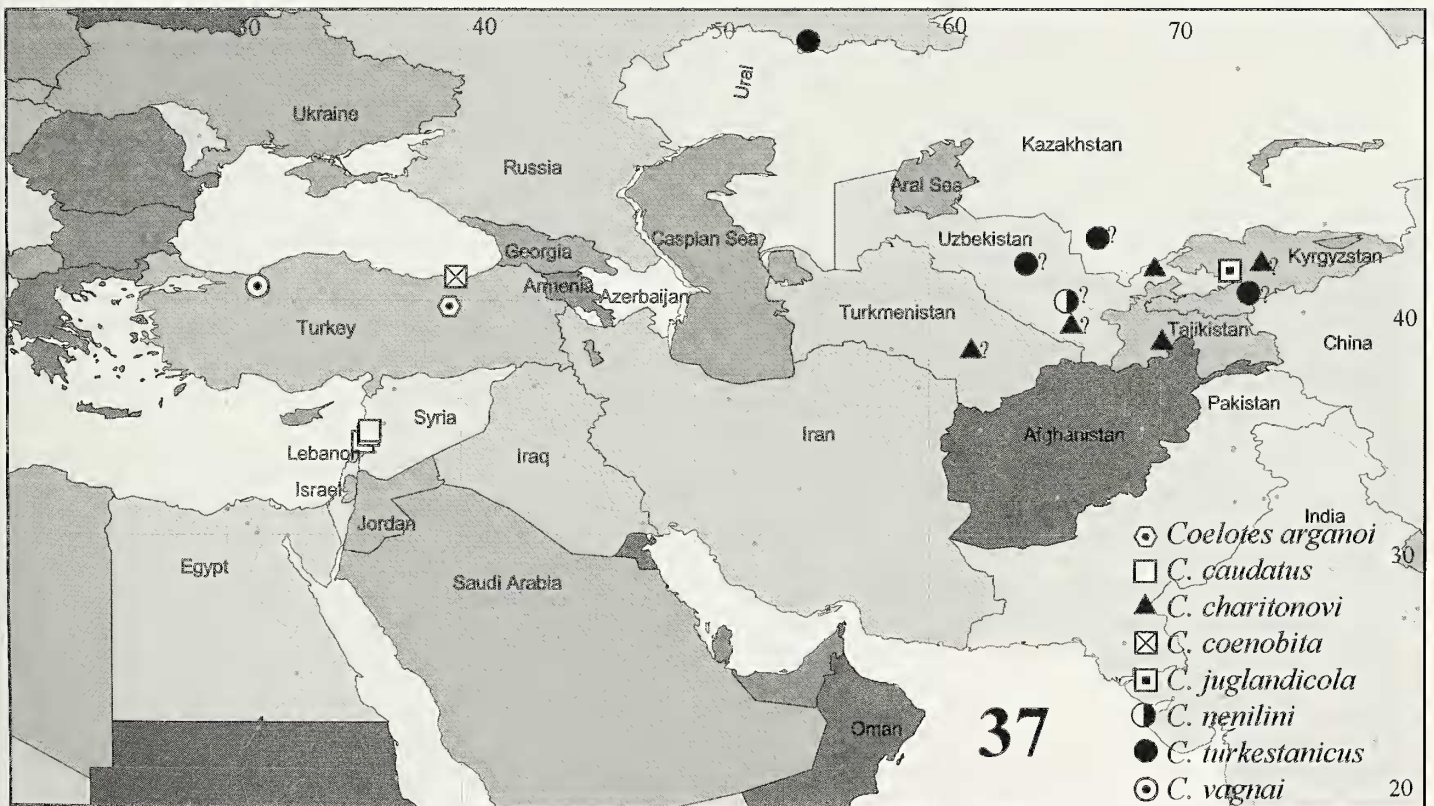 30 40 50 60 70
Ural
Ukraine
Kazakhstan
Russia
Aral Sea
Uzbekistan ?
Caspian Sea
Georgia ? ? Kyrgyzstan
Armenia
Azerbaijan ? ?
Turkmenistan
Turkey ? Tajikistan 40
? China
Pakistan
Syria
Iran Afghanistan
Lebanon
Iraq
Israel
Jordan India
Coelotes arganoi 30
Egypt
Saudi Arabia C. caudatus
C. charitonovi
C. coenobita
C. juglandicola
37 C. nenilini
Oman
C. turkestanicus
C. vagnai 20